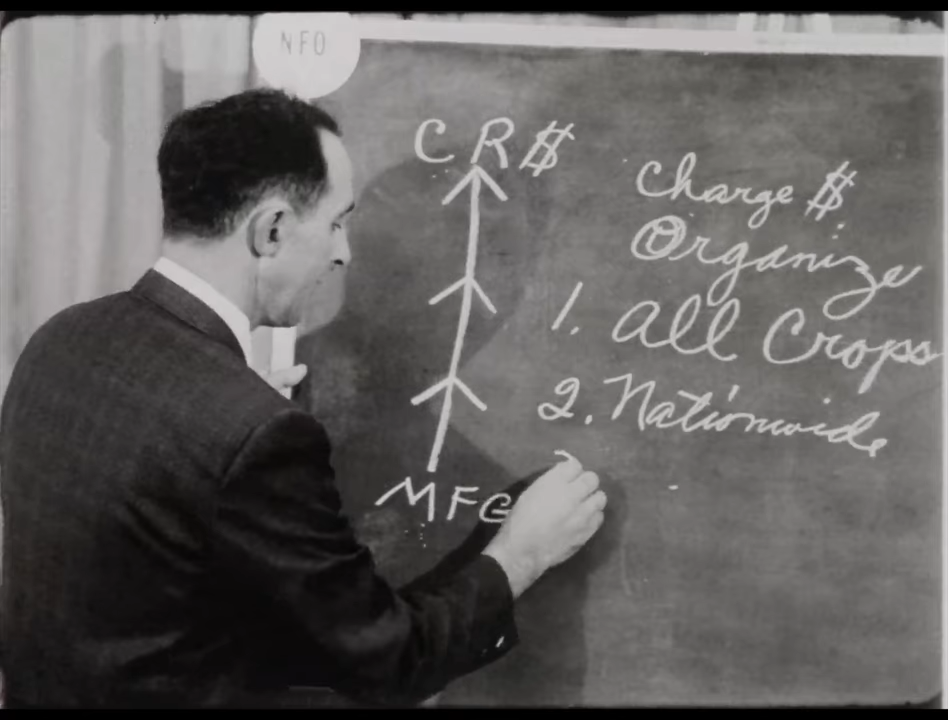 NFO
CR$
Charge $
Organize
1. All Crops
2. Nationwide
MFG